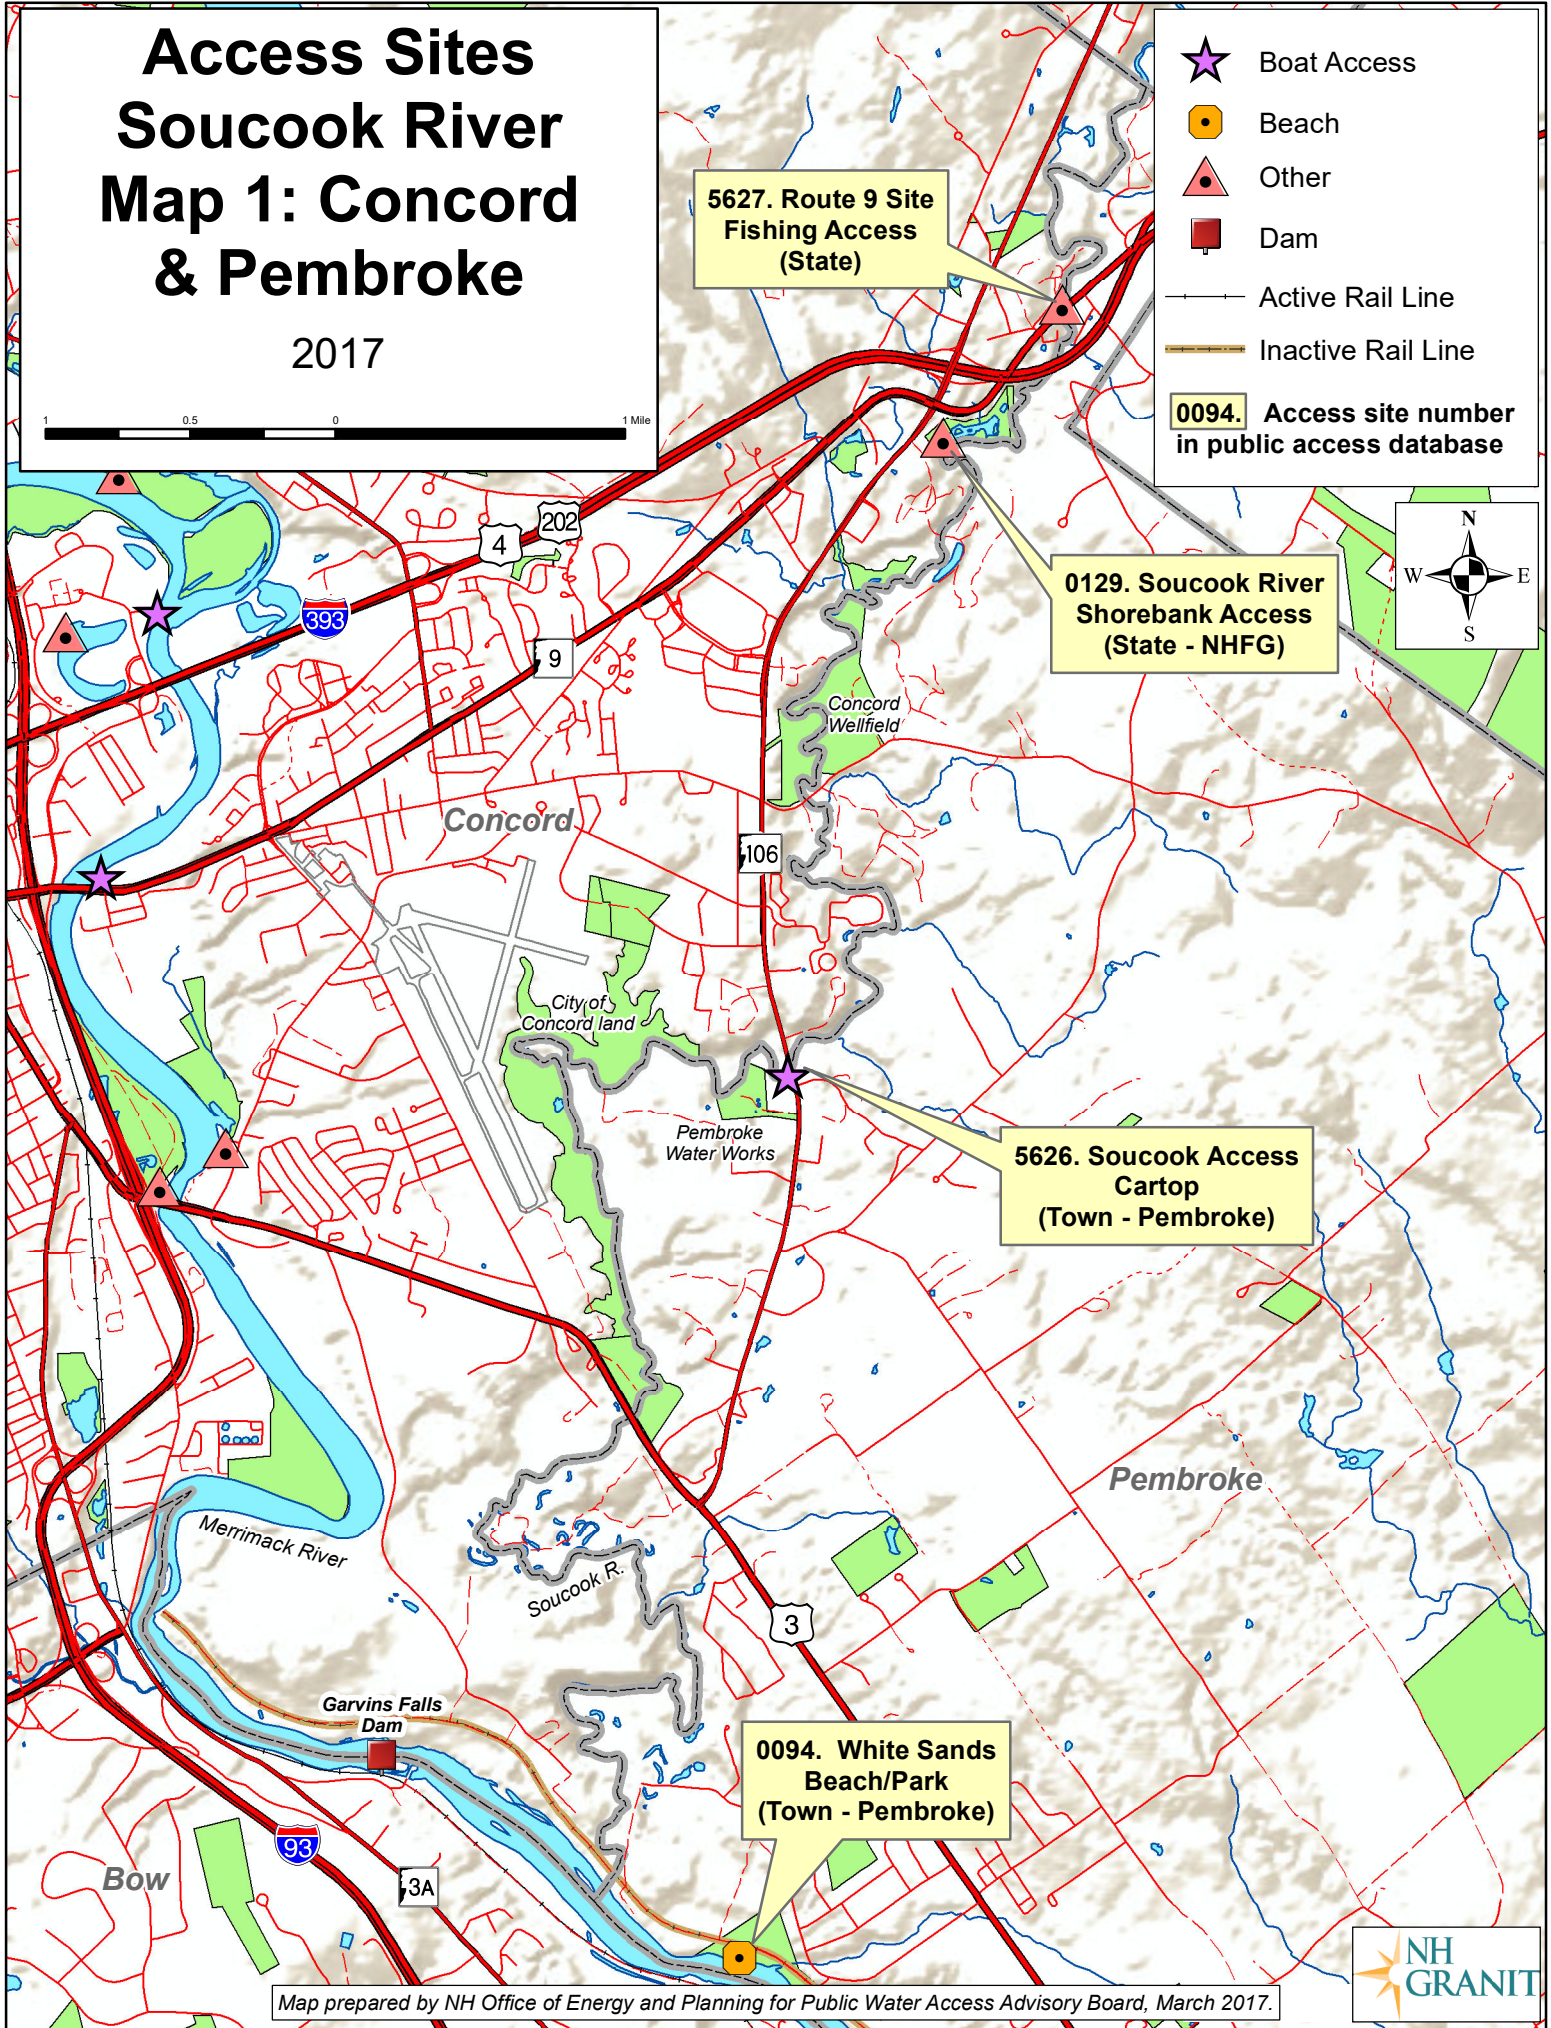 Access Sites
Soucook River
Map 1: Concord
& Pembroke
2017
1 0.5 0 1 Mile
Boat Access
Beach
Other
Dam
Active Rail Line
Inactive Rail Line
0094. Access site number
in public access database
N
W E
S
5627. Route 9 Site
Fishing Access
(State)
202
4
393
9
0129. Soucook River
Shorebank Access
(State - NHFG)
Concord
Wellfield
Concord
106
City of
Concord land
Pembroke
Water Works
5626. Soucook Access
Cartop
(Town - Pembroke)
Pembroke
Merrimack River
Soucook R.
3
Garvins Falls
Dam
0094. White Sands
Beach/Park
(Town - Pembroke)
93
Bow
3A
NH
GRANIT
Map prepared by NH Office of Energy and Planning for Public Water Access Advisory Board, March 2017.